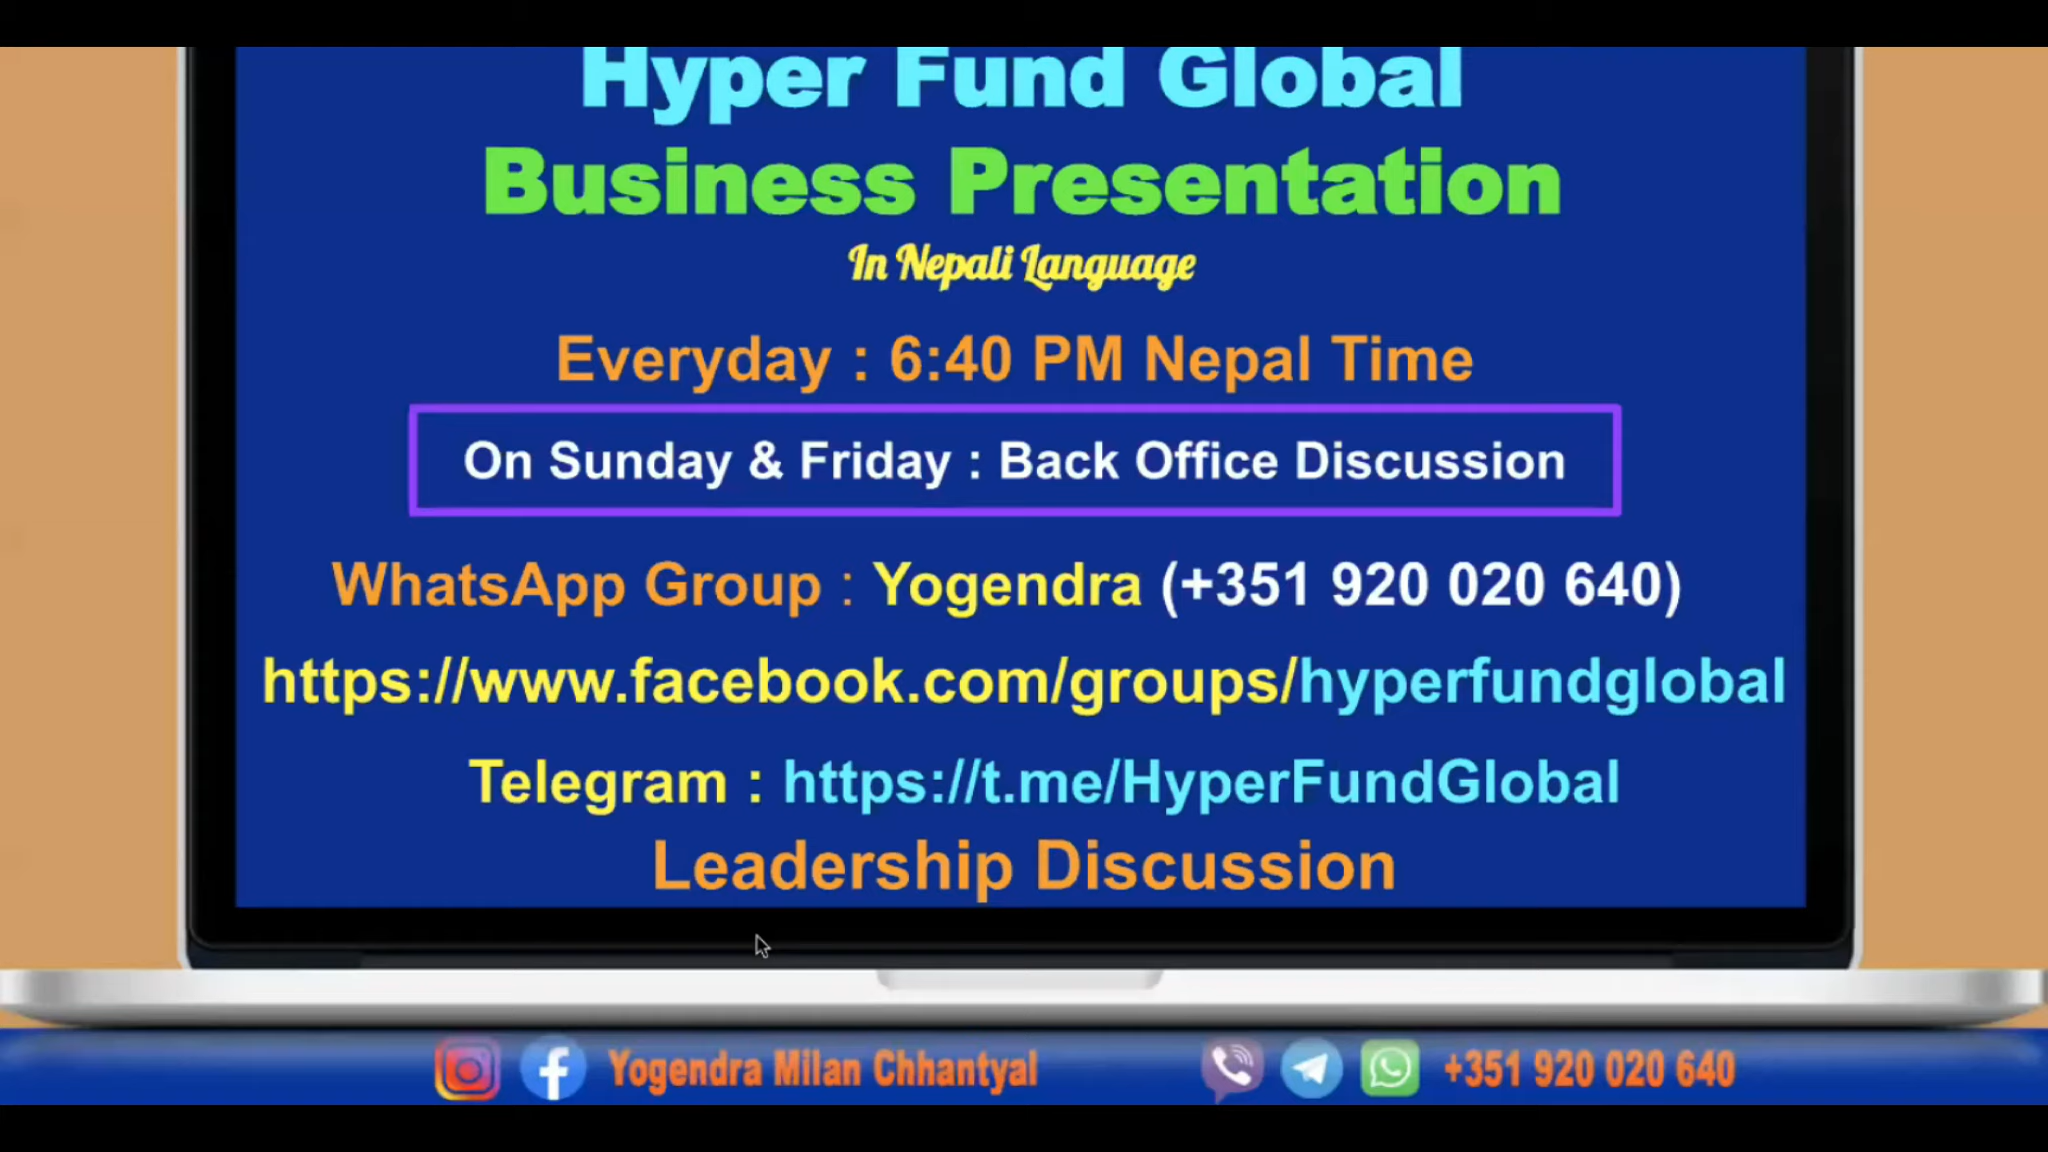 Hyper Fund Global
Business Presentation
In Nepali Language
Everyday : 6:40 PM Nepal Time
On Sunday & Friday : Back Office Discussion
WhatsApp Group : Yogendra (+351 920 020 640)
https://www.facebook.com/groups/hyperfundglobal
Telegram : https://t.me/HyperFundGlobal
Leadership Discussion
Yogendra Milan Chhantyal +351 920 020 640